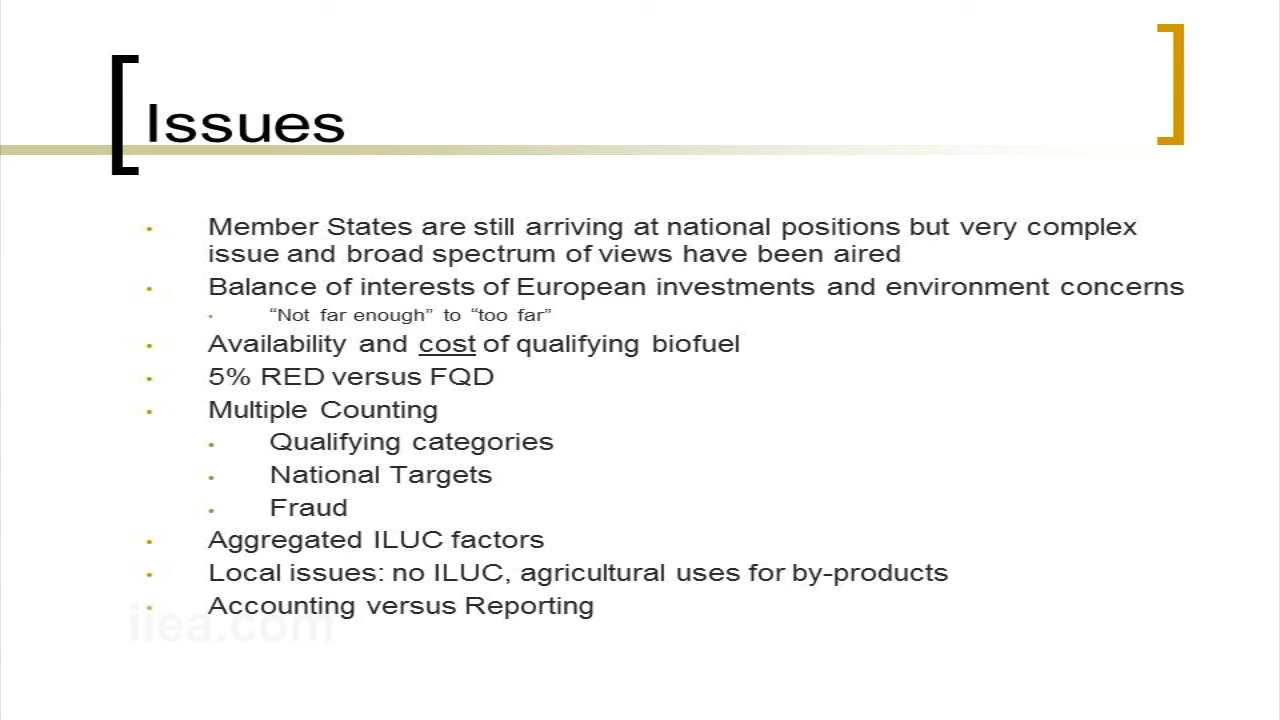 Issues
Member States are still arriving at national positions but very complex
issue and broad spectrum of views have been aired
Balance of interests of European investments and environment concerns
“Not far enough” to “too far”
Availability and cost of qualifying biofuel
5% RED versus FQD
Multiple Counting
Qualifying categories
National Targets
Fraud
Aggregated ILUC factors
Local issues: no ILUC, agricultural uses for by-products
Accounting versus Reporting
iiea.com